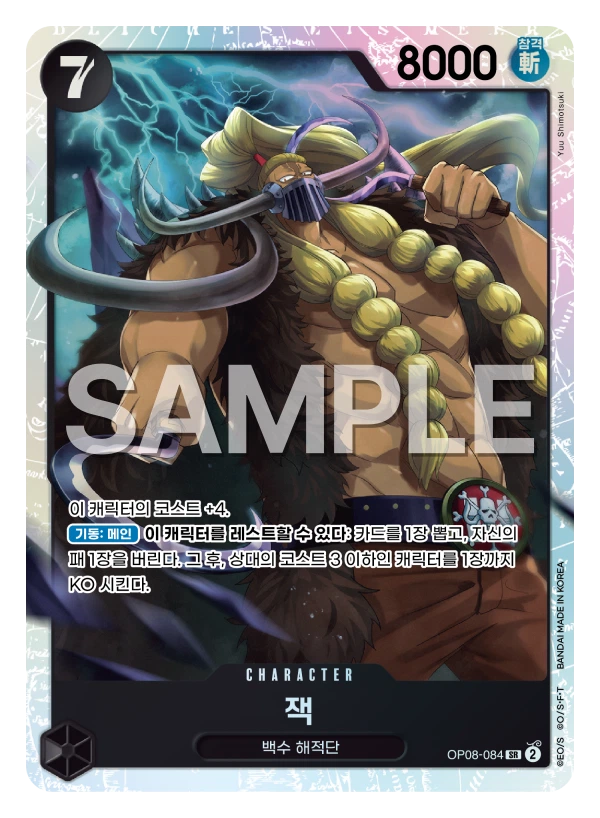 7
8000
참격
斬
Yuu Shimotsuki
SAMPLE
이 캐릭터의 코스트 +4.
기동: 메인 이 캐릭터를 레스트할 수 있다: 카드를 1장 뽑고, 자신의
패 1장을 버린다. 그 후, 상대의 코스트 3 이하인 캐릭터를 1장까지
KO 시킨다.
CHARACTER
잭
백수 해적단
OP08-084 SR 2
©EO/S ©O/S·F·T BANDAI MADE IN KOREA